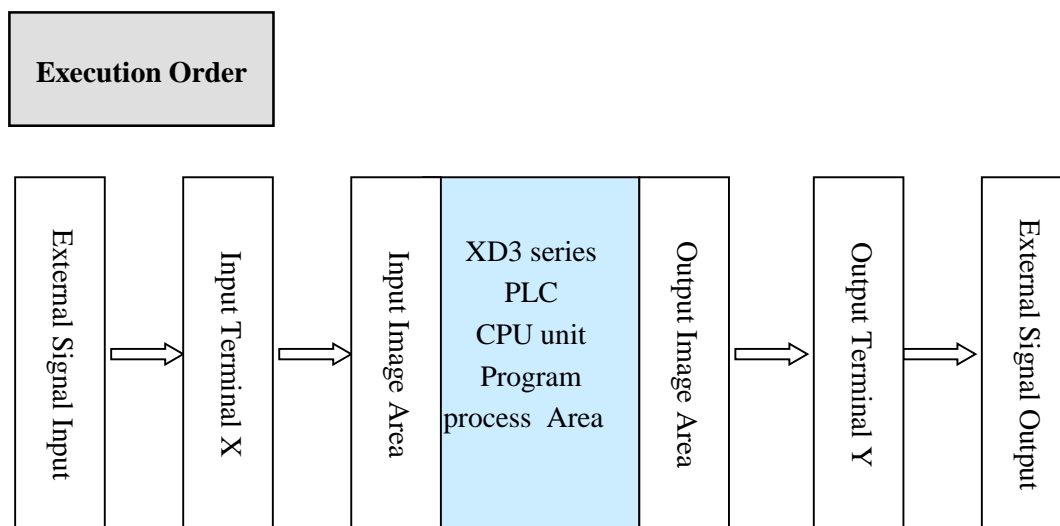 Execution Order
External Signal Input
Input Terminal X
Input Image Area
XD3 series
PLC
CPU unit
Program
process Area
Output Image Area
Output Terminal Y
External Signal Output